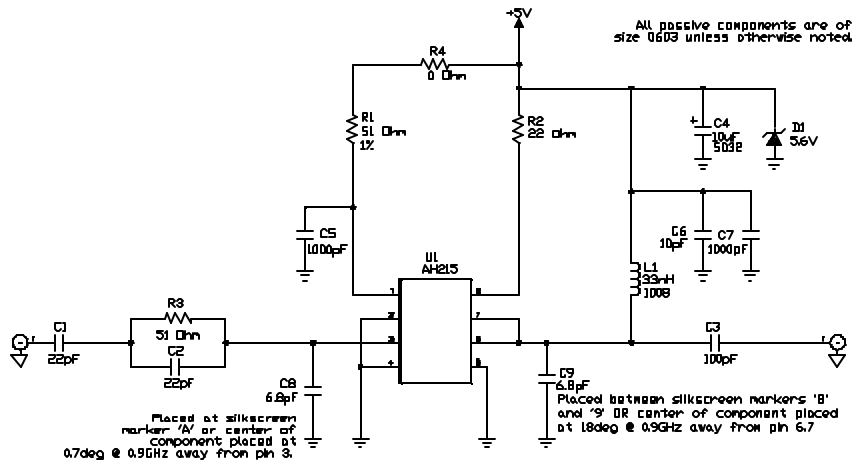 +5V
All passive components are of
size 0603 unless otherwise noted.
R4
0 Ohm
R1
51 Ohm
1%
R2
22 Ohm
C4
10uF
5032
D1
5.6V
C5
1000pF
C6
10pF
C7
1000pF
U1
AH215
L1
33nH
1008
1
2
3
4
8
7
6
5
R3
51 Ohm
C1
22pF
C2
22pF
C3
100pF
C8
6.8pF
C9
6.8pF
Placed at silkscreen
marker 'A' or center of
component placed at
0.7deg @ 0.9GHz away from pin 3.
Placed between silkscreen markers '8'
and '9' OR center of component placed
at 18deg @ 0.9GHz away from pin 6.7